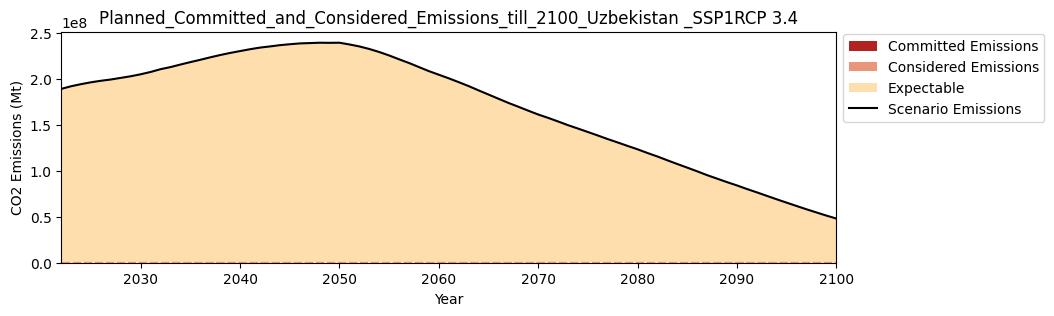 Planned_Committed_and_Considered_Emissions_till_2100_Uzbekistan _SSP1RCP 3.4
1e8
2.5
2.0
1.5
1.0
0.5
0.0
CO2 Emissions (Mt)
2030 2040 2050 2060 2070 2080 2090 2100
Year
Committed Emissions
Considered Emissions
Expectable
Scenario Emissions